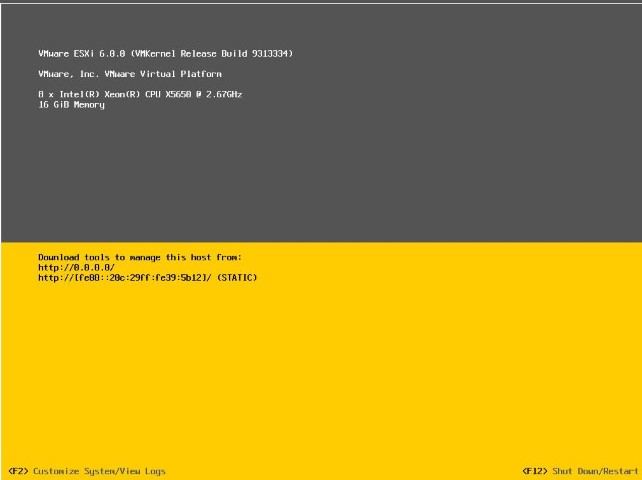 VMware ESXi 6.0.0 (VMKernel Release Build 9313334)
VMware, Inc. VMware Virtual Platform
8 x Intel(R) Xeon(R) CPU X5650 @ 2.67GHz
16 GiB Memory
Download tools to manage this host from:
http://0.0.0.0/
http://[fe80::20c:29ff:fe39:5b12]/ (STATIC)
<F2> Customize System/View Logs
<F12> Shut Down/Restart